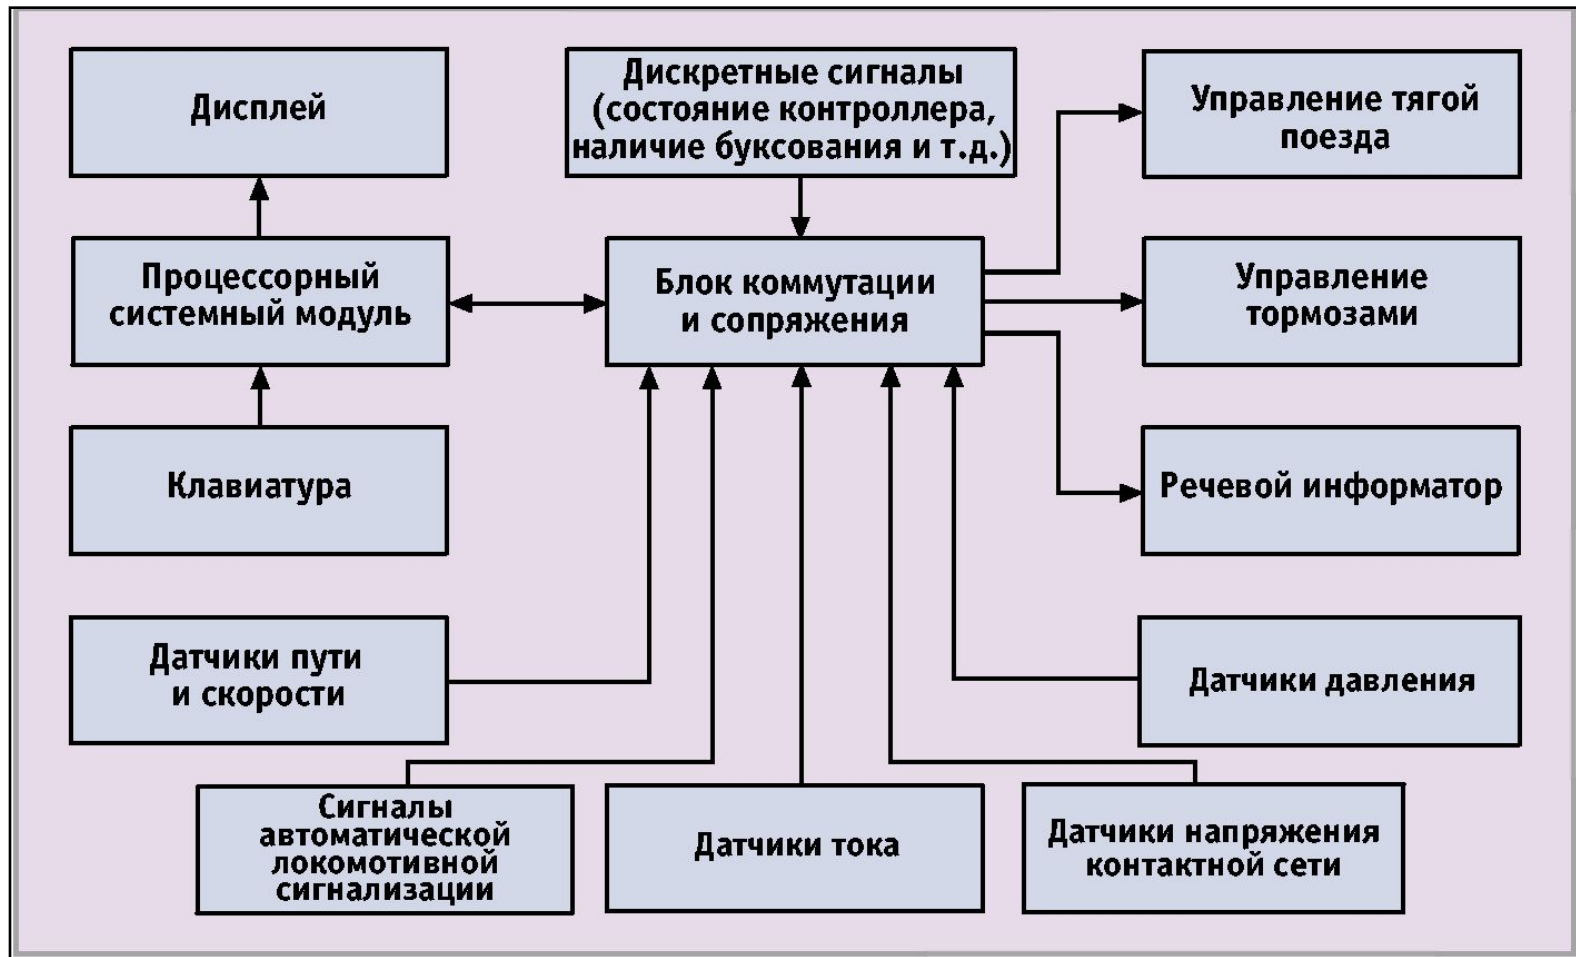 Дисплей
Дискретные сигналы
(состояние контроллера,
наличие буксования и т.д.)
Управление тягой
поезда
Процессорный
системный модуль
Блок коммутации
и сопряжения
Управление
тормозами
Клавиатура
Речевой информатор
Датчики пути
и скорости
Датчики давления
Сигналы
автоматической
локомотивной
сигнализации
Датчики тока
Датчики напряжения
контактной сети